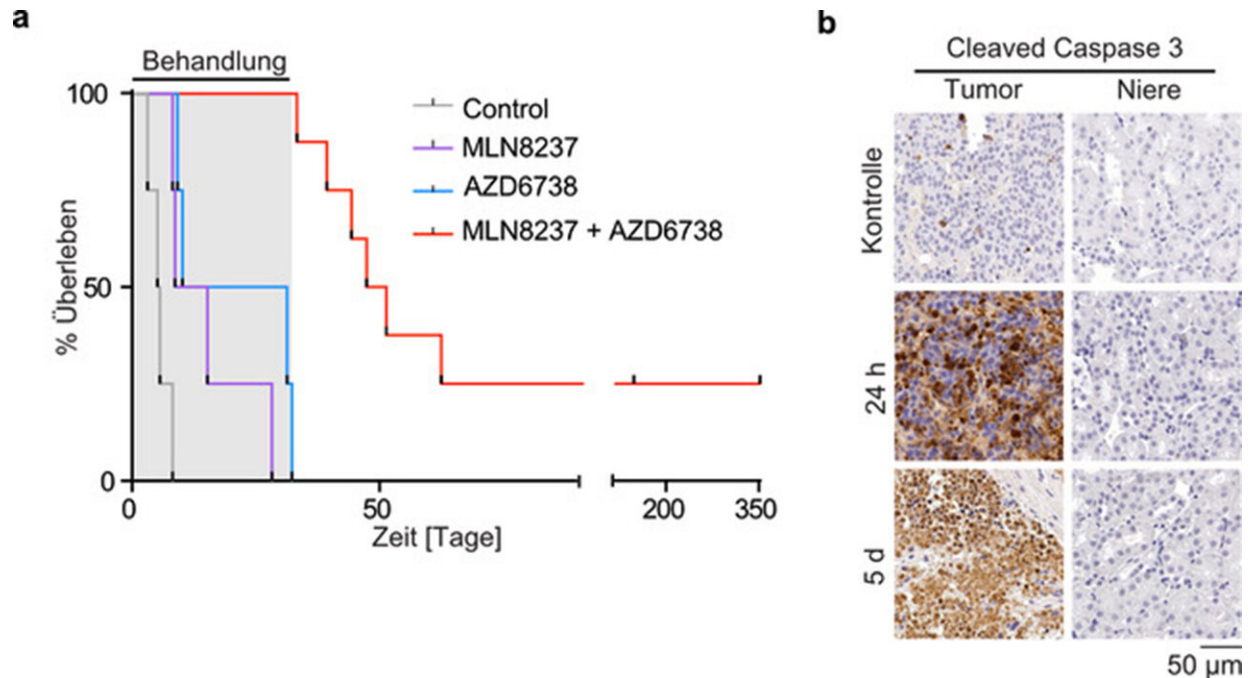 a
Behandlung
100
50
0
% Überleben
Control
MLN8237
AZD6738
MLN8237 + AZD6738
0
50
200
350
Zeit [Tage]
b
Cleaved Caspase 3
Tumor Niere
Kontrolle
24 h
5 d
50 µm